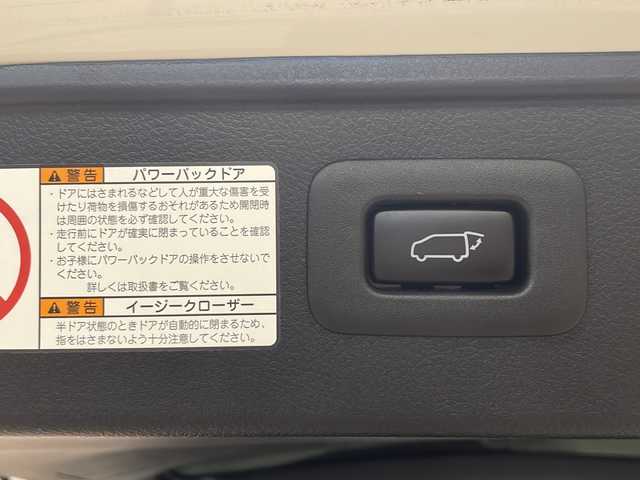 警告 パワーバックドア
・ドアにはさまれるなどして人が重大な傷害を受
けたり荷物を損傷するおそれがあるため開閉時
は周囲の状態を必ず確認してください。
・走行前にドアが確実に閉まっていることを確認
してください。
・お子様にパワーバックドアの操作をさせないで
ください。
詳しくは取扱書をご覧ください。
警告 イージークローザー
半ドア状態のときドアが自動的に閉まるため、
指をはさまないよう十分注意してください。